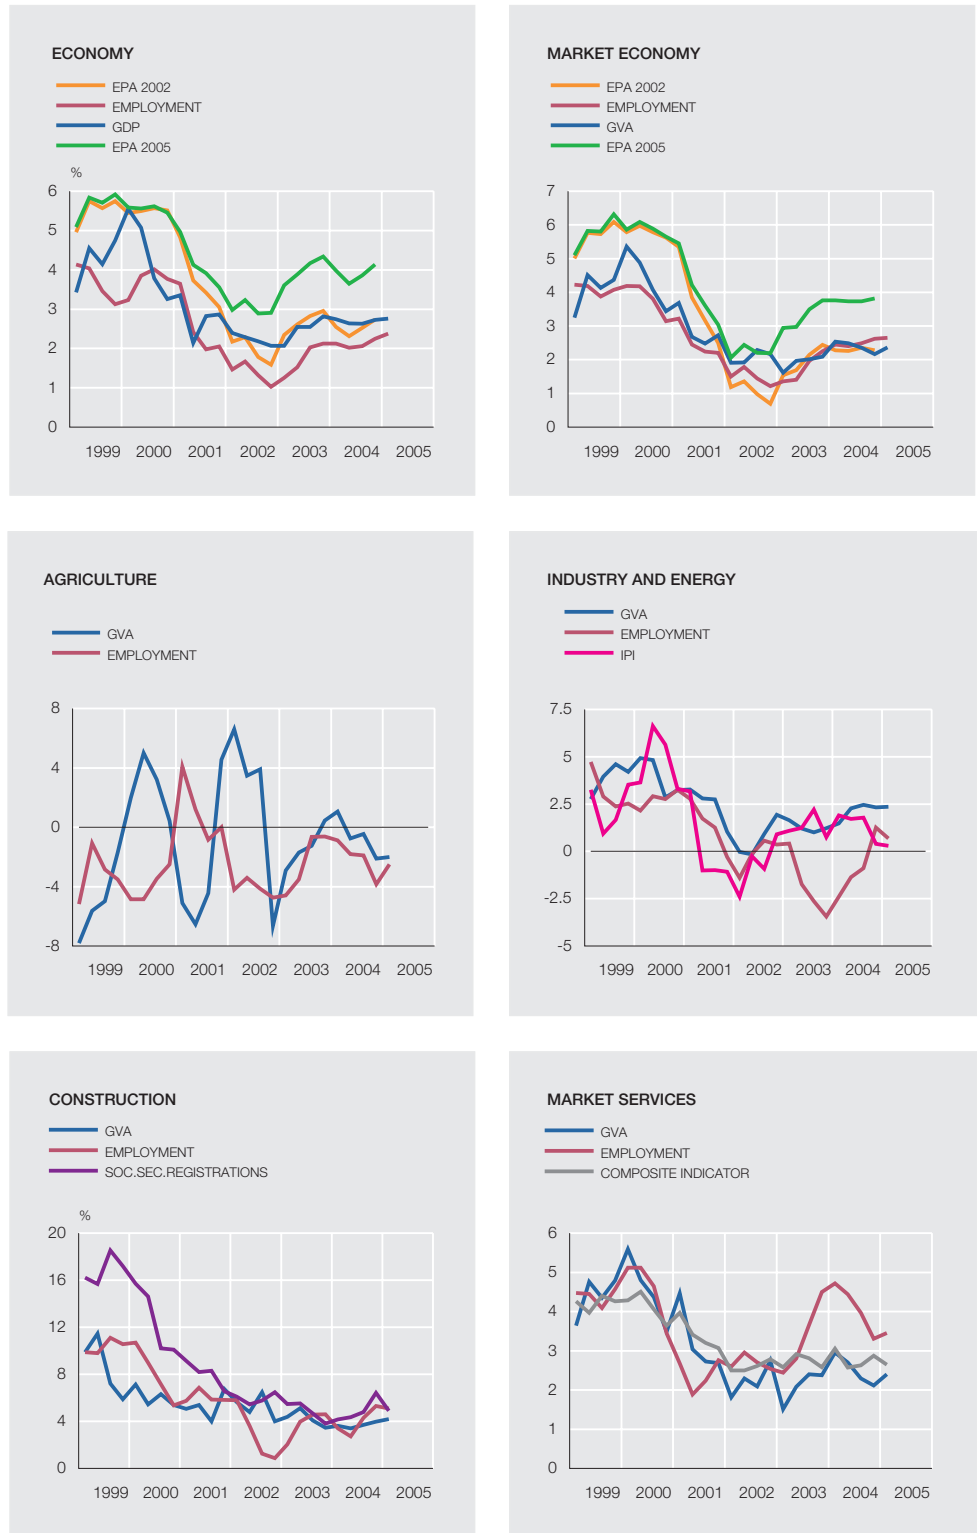 ECONOMY
EPA 2002
EMPLOYMENT
GDP
EPA 2005
%
6
5
4
3
2
1
0
1999 2000 2001 2002 2003 2004 2005
MARKET ECONOMY
EPA 2002
EMPLOYMENT
GVA
EPA 2005
7
6
5
4
3
2
1
0
1999 2000 2001 2002 2003 2004 2005
AGRICULTURE
GVA
EMPLOYMENT
8
4
0
-4
-8
1999 2000 2001 2002 2003 2004 2005
INDUSTRY AND ENERGY
GVA
EMPLOYMENT
IPI
7.5
5
2.5
0
-2.5
-5
1999 2000 2001 2002 2003 2004 2005
CONSTRUCTION
GVA
EMPLOYMENT
SOC.SEC.REGISTRATIONS
%
20
16
12
8
4
0
1999 2000 2001 2002 2003 2004 2005
MARKET SERVICES
GVA
EMPLOYMENT
COMPOSITE INDICATOR
6
5
4
3
2
1
0
1999 2000 2001 2002 2003 2004 2005